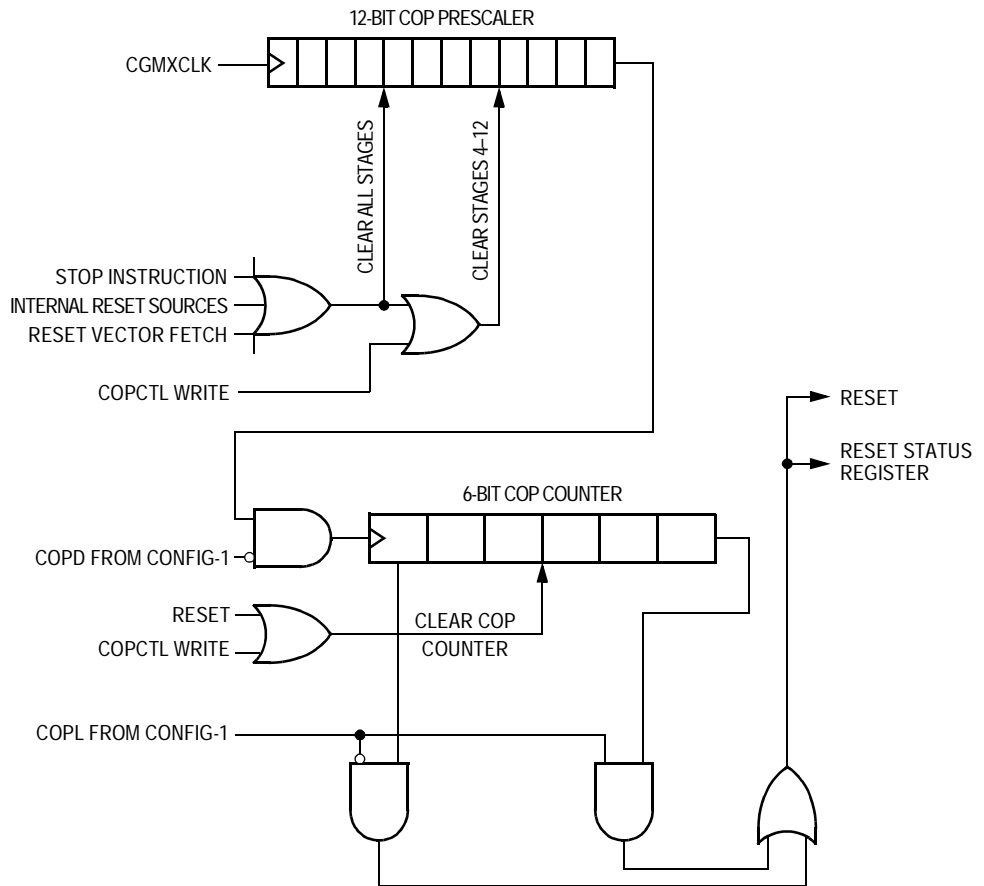 12-BIT COP PRESCALER
CGMXCLK
CLEAR ALL STAGES
CLEAR STAGES 4–12
STOP INSTRUCTION
INTERNAL RESET SOURCES
RESET VECTOR FETCH
COPCTL WRITE
RESET
RESET STATUS
REGISTER
6-BIT COP COUNTER
COPD FROM CONFIG-1
RESET
CLEAR COP
COUNTER
COPCTL WRITE
COPL FROM CONFIG-1